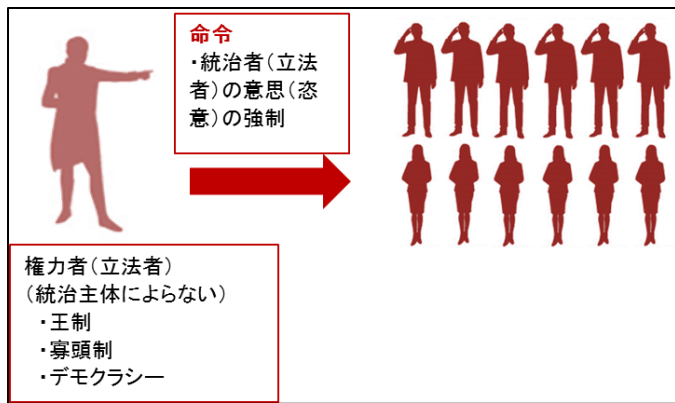 命令
・統治者（立法
者）の意思（恣
意）の強制
権力者（立法者）
（統治主体によらない）
・王制
・寡頭制
・デモクラシー